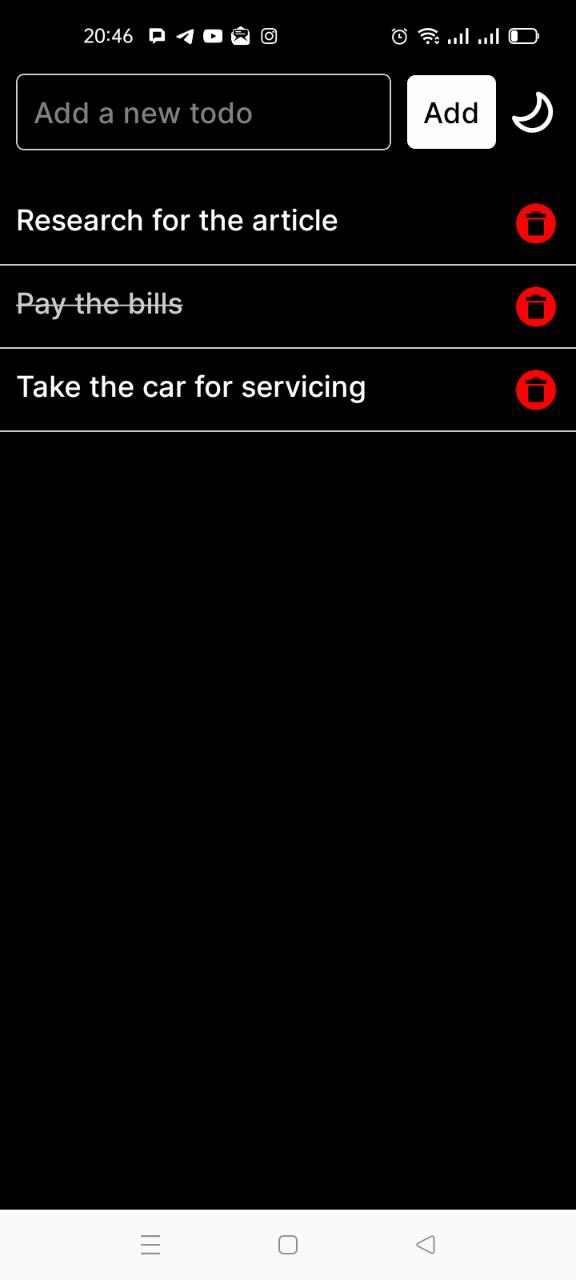 20:46
Add a new todo
Add
Research for the article
Pay the bills
Take the car for servicing